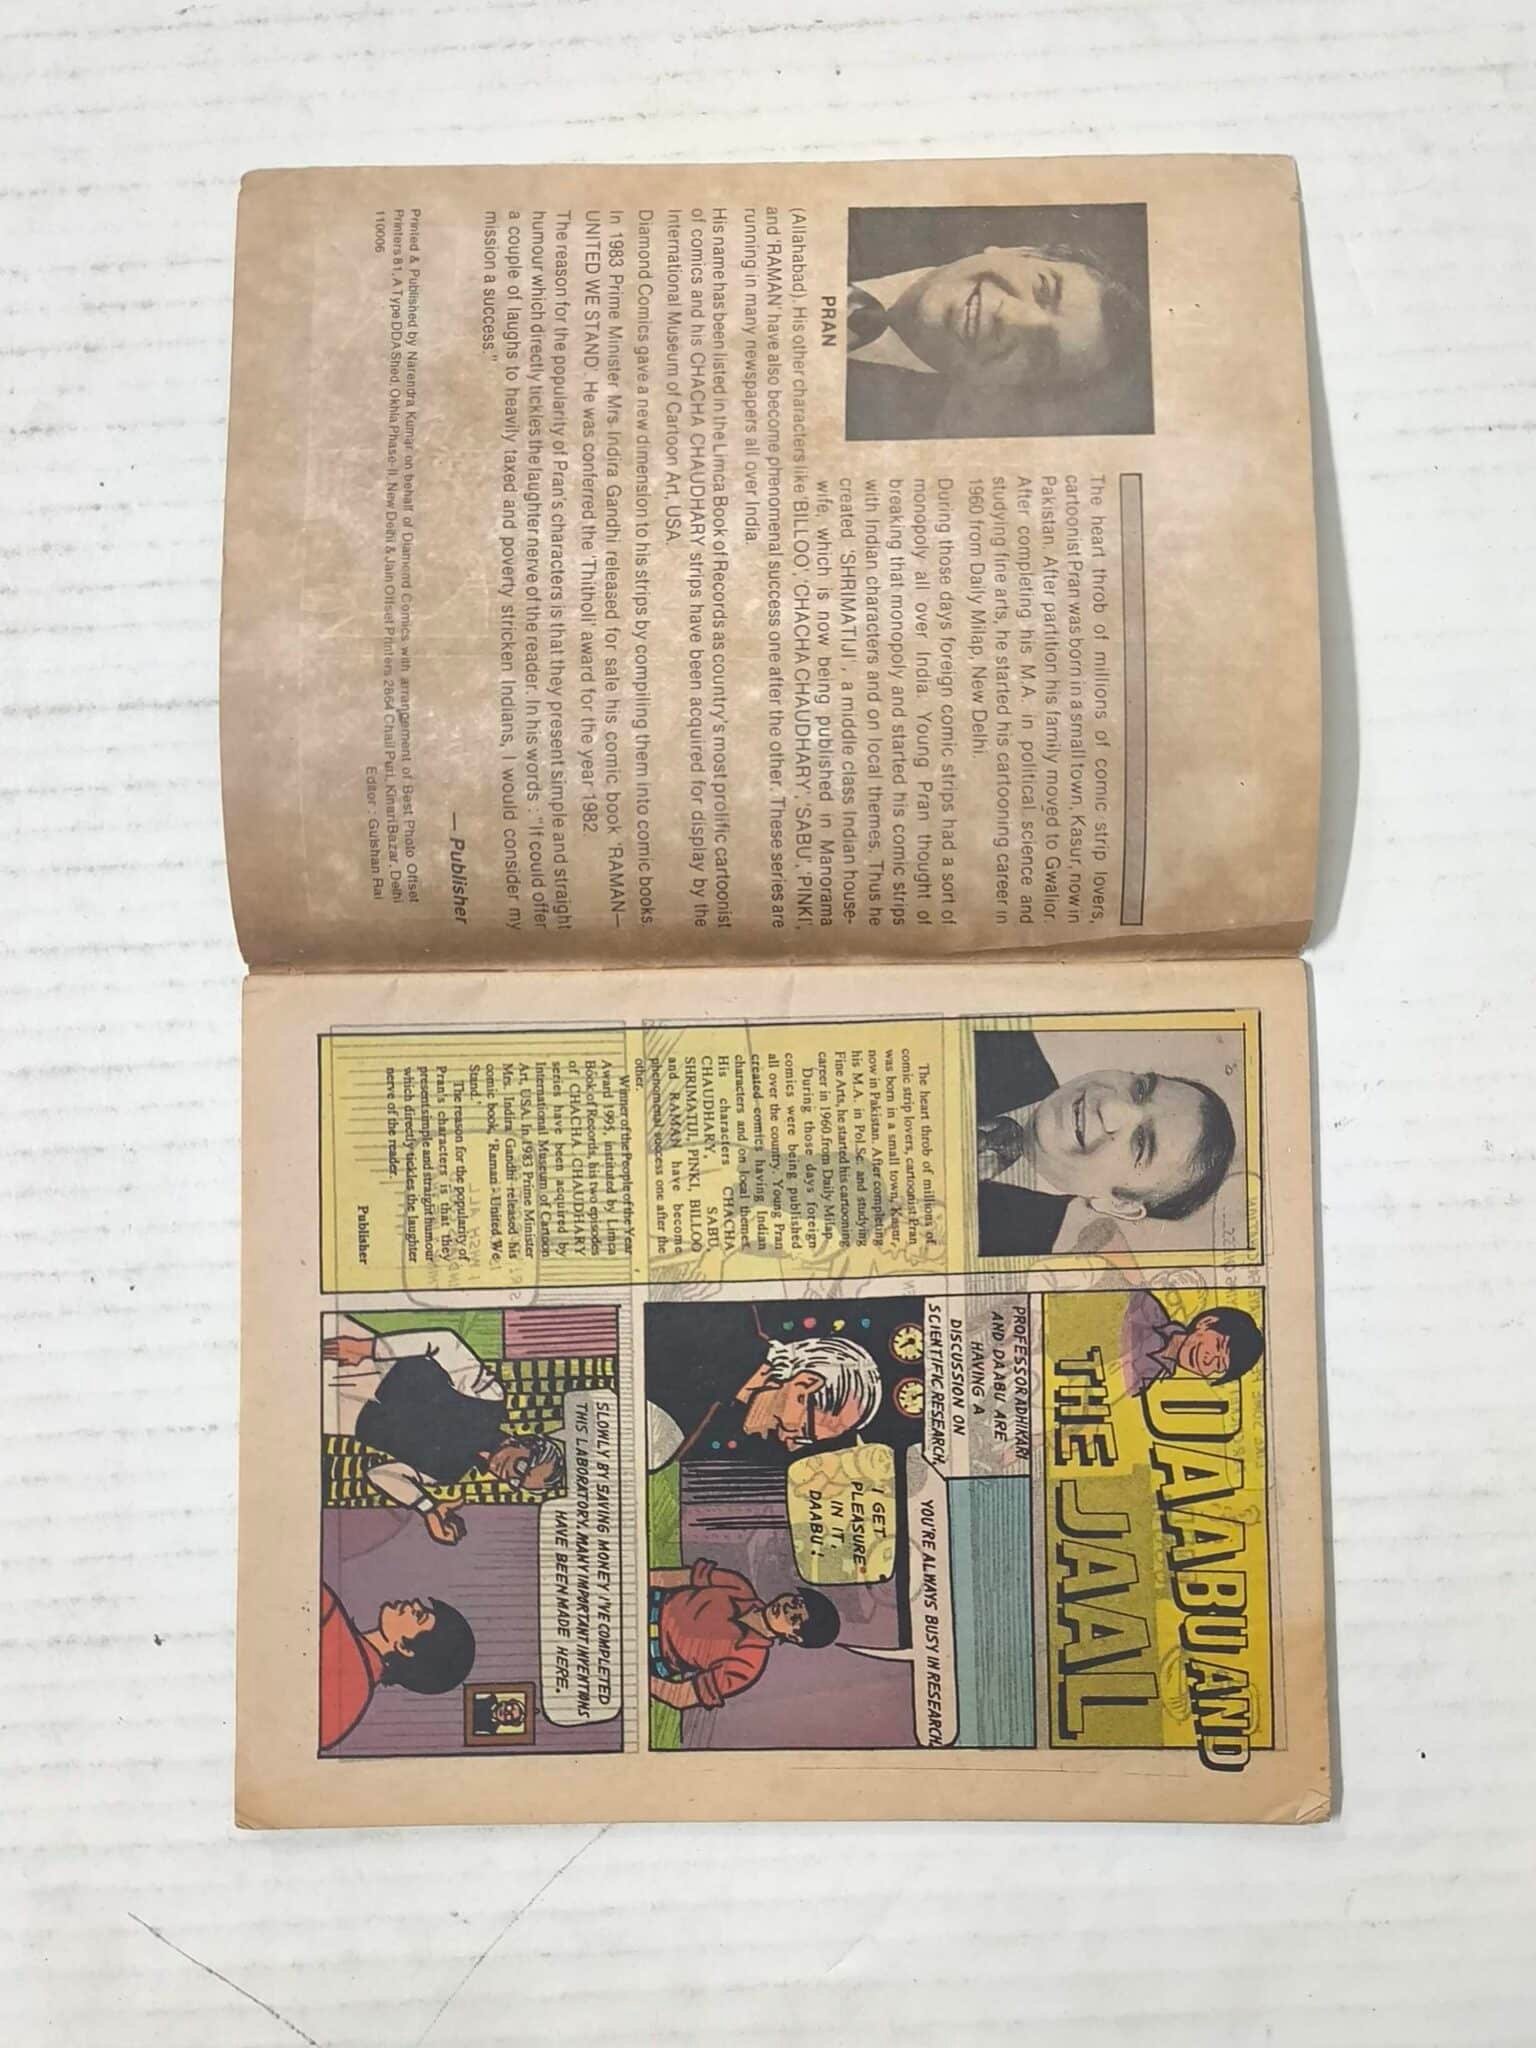 The heart throb of millions of comic strip lovers,
cartoonist Pran was born in a small town, Kasur, now in
Pakistan. After partition his family moved to Gwalior.
After completing his M.A. in political science and
studying fine arts, he started his cartooning career in
1960 from Daily Milap, New Delhi.
During those days foreign comic strips had a sort of
monopoly all over India. Young Pran thought of
breaking that monopoly and started his comic strips
with Indian characters and on local themes. Thus he
created 'SHRIMATIJI', a middle class Indian house-
wife, which is now being published in Manorama
PRAN
(Allahabad). His other characters like 'BILLOO', 'CHACHA CHAUDHARY', 'SABU', 'PINKI',
and 'RAMAN' have also become phenomenal success one after the other. These series are
running in many newspapers all over India.
His name has been listed in the Limca Book of Records as country's most prolific cartoonist
of comics and his CHACHA CHAUDHARY strips have been acquired for display by the
International Museum of Cartoon Art, USA.
Diamond Comics gave a new dimension to his strips by compiling them into comic books.
In 1983 Prime Minister Mrs. Indira Gandhi released for sale his comic book 'RAMAN—
UNITED WE STAND'. He was conferred the 'Thitholi' award for the year 1982.
The reason for the popularity of Pran's characters is that they present simple and straight
humour which directly tickles the laughter nerve of the reader. In his words : "If could offer
a couple of laughs to heavily taxed and poverty stricken Indians, I would consider my
mission a success."
— Publisher
Printed & Published by Narendra Kumar on behalf of Diamond Comics with arrangement of Best Photo Offset
Printers 81, A Type DDA Shed, Okhla Phase-II, New Delhi & Jain Offset Printers 2664 Chail Puri, Kinari Bazar, Delhi
110006
Editor : Gulshan Rai
The heart throb of millions of
comic strip lovers, cartoonist Pran
was born in a small town, Kasur,
now in Pakistan. After completing
his M.A. in Pol.Sc. and studying
Fine Arts, he started his cartooning
career in 1960 from Daily Milap.
During those days foreign
comics were being published
all over the country. Young Pran
created comics having Indian
characters and on local themes.
His characters CHACHA
CHAUDHARY, SABU,
SHRIMATIJI, PINKI, BILLOO
and RAMAN have become
phenomenal success one after the
other.
Winner of the People of the Year
Award 1995, instituted by Limca
Book of Records, his two episodes
of CHACHA CHAUDHARY
series have been acquired by
International Museum of Cartoon
Art, USA. In 1983 Prime Minister
Mrs. Indira Gandhi released his
comic book, 'Raman - United We
Stand.'
The reason for the popularity of
Pran's characters is that they
present simple and straight humour
which directly tickles the laughter
nerve of the reader.
Publisher
DAABU AND
THE JAAL
PROFESSOR ADHIKARI
AND DAABU ARE
HAVING A
DISCUSSION ON
SCIENTIFIC RESEARCH.
YOU'RE ALWAYS BUSY IN RESEARCH.
I GET
PLEASURE
IN IT,
DAABU!
SLOWLY BY SAVING MONEY I'VE COMPLETED
THIS LABORATORY. MANY IMPORTANT INVENTIONS
HAVE BEEN MADE HERE.